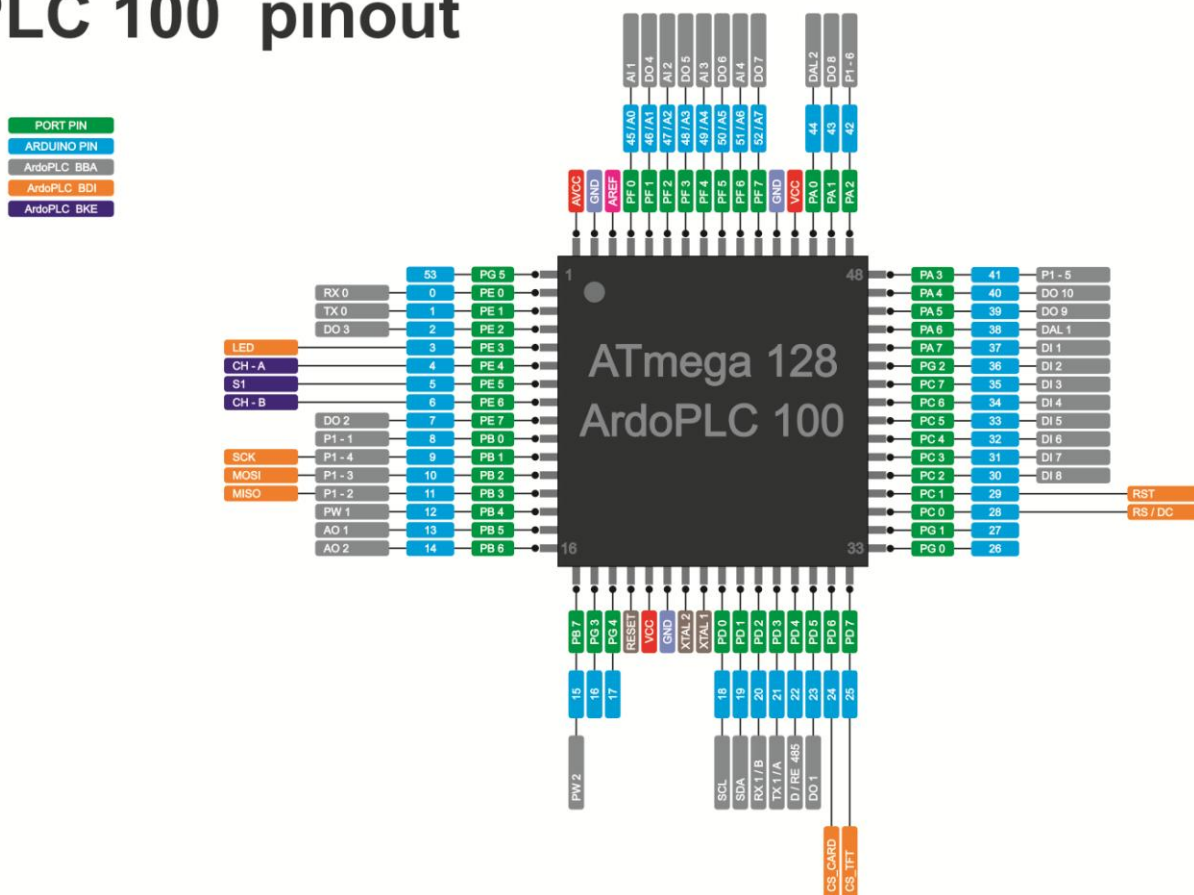 PLC 100 pinout
PORT PIN
ARDUINO PIN
ArdoPLC BBA
ArdoPLC BDI
ArdoPLC BKE
AI 1 DO 4 AI 2 DO 5 AI 3 DO 6 AI 4 DO 7 DAL 2 DO 8 P1 - 6
45 / A0 46 / A1 47 / A2 48 / A3 49 / A4 50 / A5 51 / A6 52 / A7 44 43 42
AVCC GND AREF PF 0 PF 1 PF 2 PF 3 PF 4 PF 5 PF 6 PF 7 GND VCC PA 0 PA 1 PA 2
53 PG 5 1 48 PA 3 41 P1 - 5
RX 0 0 PE 0 PA 4 40 DO 10
TX 0 1 PE 1 PA 5 39 DO 9
DO 3 2 PE 2 PA 6 38 DAL 1
LED 3 PE 3 PA 7 37 DI 1
CH - A 4 PE 4 PG 2 36 DI 2
S1 5 PE 5 PC 7 35 DI 3
CH - B 6 PE 6 PC 6 34 DI 4
DO 2 7 PE 7 PC 5 33 DI 5
P1 - 1 8 PB 0 PC 4 32 DI 6
SCK P1 - 4 9 PB 1 PC 3 31 DI 7
MOSI P1 - 3 10 PB 2 PC 2 30 DI 8
MISO P1 - 2 11 PB 3 PC 1 29 RST
PW 1 12 PB 4 PC 0 28 RS / DC
AO 1 13 PB 5 PG 1 27
AO 2 14 PB 6 16 33 PG 0 26
ATmega 128
ArdoPLC 100
PB 7 PG 3 PG 4 RESET VCC GND XTAL 2 XTAL 1 PD 0 PD 1 PD 2 PD 3 PD 4 PD 5 PD 6 PD 7
15 16 17 18 19 20 21 22 23 24 25
PW 2 SCL SDA RX 1 / B TX 1 / A D / RE 485 DO 1
CS_CARD CS_TFT